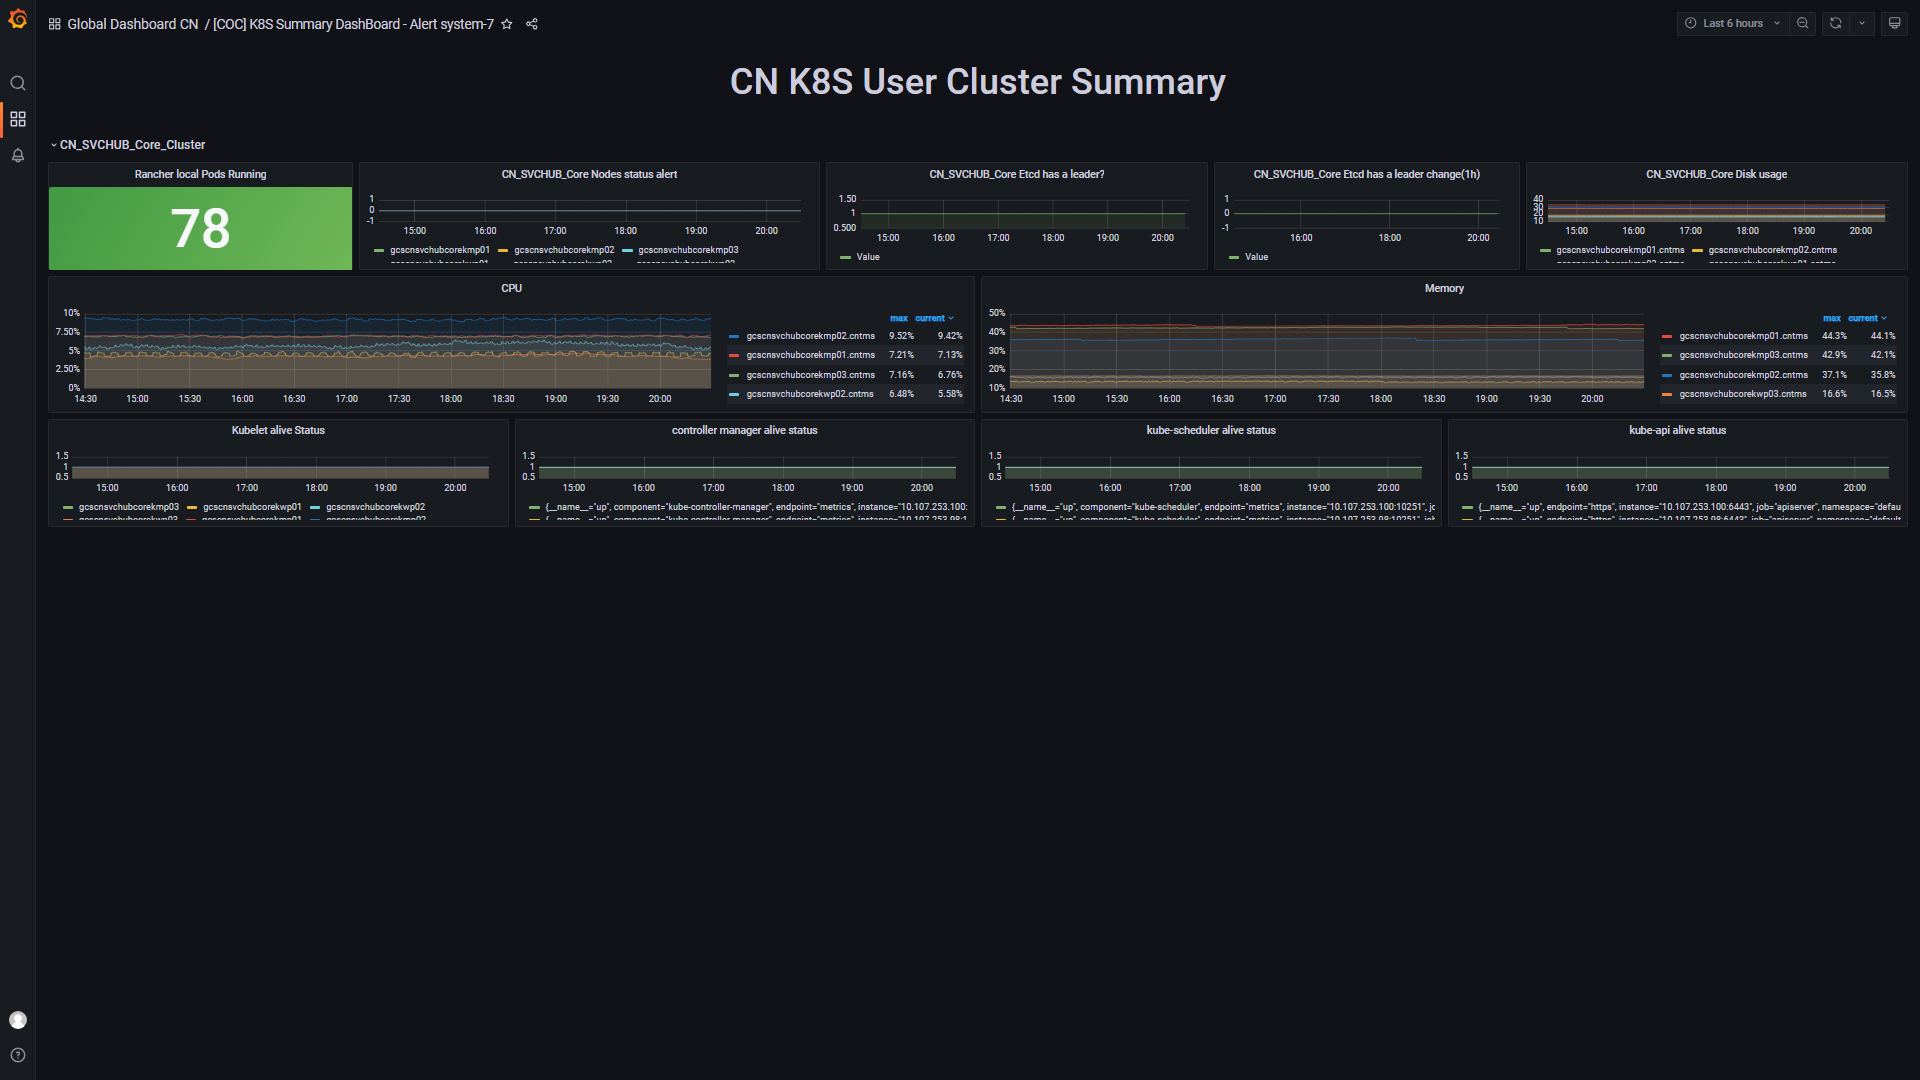 Global Dashboard CN / [COC] K8S Summary DashBoard - Alert system-7
Last 6 hours
CN K8S User Cluster Summary
CN_SVCHUB_Core_Cluster
Rancher local Pods Running
78
CN_SVCHUB_Core Nodes status alert
1
0
-1
15:00 16:00 17:00 18:00 19:00 20:00
gcscnsvchubcorekmp01 gcscnsvchubcorekmp02 gcscnsvchubcorekmp03
CN_SVCHUB_Core Etcd has a leader?
1.50
1
0.500
15:00 16:00 17:00 18:00 19:00 20:00
Value
CN_SVCHUB_Core Etcd has a leader change(1h)
1
0
-1
16:00 18:00 20:00
Value
CN_SVCHUB_Core Disk usage
40
30
20
10
15:00 16:00 17:00 18:00 19:00 20:00
gcscnsvchubcorekmp01.cntms gcscnsvchubcorekmp02.cntms
CPU
10%
7.50%
5%
2.50%
0%
14:30 15:00 15:30 16:00 16:30 17:00 17:30 18:00 18:30 19:00 19:30 20:00
max current
gcscnsvchubcorekmp02.cntms 9.52% 9.42%
gcscnsvchubcorekmp01.cntms 7.21% 7.13%
gcscnsvchubcorekmp03.cntms 7.16% 6.76%
gcscnsvchubcorekwp02.cntms 6.48% 5.58%
Memory
50%
40%
30%
20%
10%
14:30 15:00 15:30 16:00 16:30 17:00 17:30 18:00 18:30 19:00 19:30 20:00
max current
gcscnsvchubcorekmp01.cntms 44.3% 44.1%
gcscnsvchubcorekmp03.cntms 42.9% 42.1%
gcscnsvchubcorekmp02.cntms 37.1% 35.8%
gcscnsvchubcorekwp03.cntms 16.6% 16.5%
Kubelet alive Status
1.5
1
0.5
15:00 16:00 17:00 18:00 19:00 20:00
gcscnsvchubcorekmp03 gcscnsvchubcorekwp01 gcscnsvchubcorekwp02
controller manager alive status
1.5
1
0.5
15:00 16:00 17:00 18:00 19:00 20:00
{__name__="up", component="kube-controller-manager", endpoint="metrics", instance="10.107.253.100:
kube-scheduler alive status
1.5
1
0.5
15:00 16:00 17:00 18:00 19:00 20:00
{__name__="up", component="kube-scheduler", endpoint="metrics", instance="10.107.253.100:10251", jc
kube-api alive status
1.5
1
0.5
15:00 16:00 17:00 18:00 19:00 20:00
{__name__="up", endpoint="https", instance="10.107.253.100:6443", job="apiserver", namespace="defau